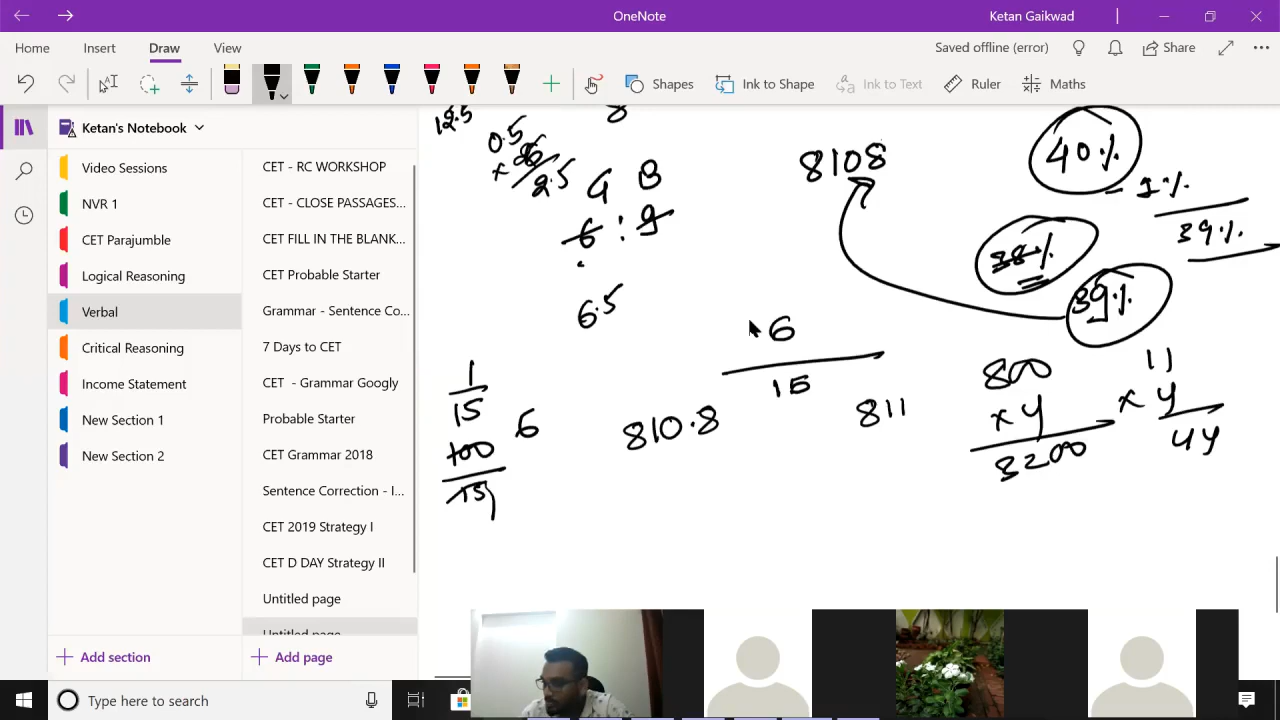 OneNote
Ketan Gaikwad
Home Insert Draw View
Saved offline (error)
Share
Shapes
Ink to Shape
Ink to Text
Ruler
Maths
Ketan's Notebook
Video Sessions
NVR 1
CET Parajumble
Logical Reasoning
Verbal
Critical Reasoning
Income Statement
New Section 1
New Section 2
Add section
CET - RC WORKSHOP
CET - CLOSE PASSAGES...
CET FILL IN THE BLANK...
CET Probable Starter
Grammar - Sentence Co...
7 Days to CET
CET - Grammar Googly
Probable Starter
CET Grammar 2018
Sentence Correction - I...
CET 2019 Strategy I
CET D DAY Strategy II
Untitled page
Untitled page
Add page
12.5
8
0.5
2.5
G B
6 : 9
6.5
8108
40%
- 1%
39%
38%
39%
6
15
1
15
100
15
6
810.8
811
800
x 4
3200
11
x 4
44
Type here to search